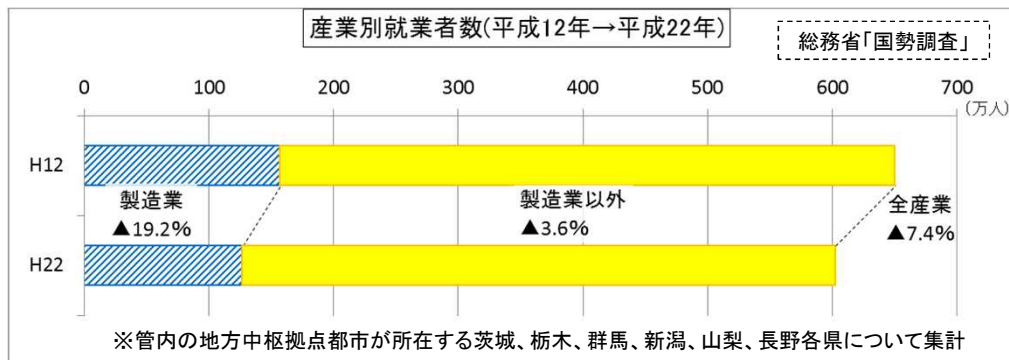 産業別就業者数(平成12年→平成22年)
総務省「国勢調査」
0 100 200 300 400 500 600 700
(万人)
H12
製造業 製造業以外 全産業
▲19.2% ▲3.6% ▲7.4%
H22
※管内の地方中枢拠点都市が所在する茨城、栃木、群馬、新潟、山梨、長野各県について集計